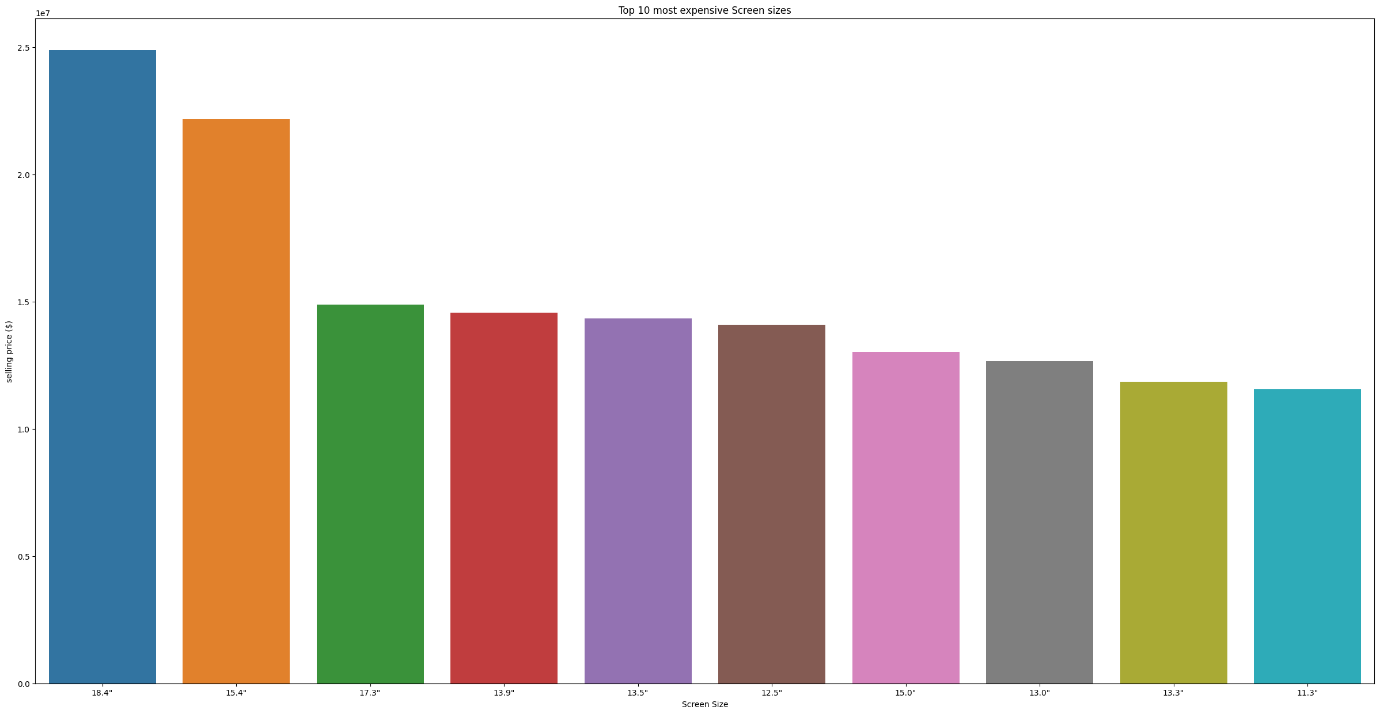 Top 10 most expensive Screen sizes
1e7
2.5
2.0
1.5
1.0
0.5
0.0
selling price ($)
18.4" 15.4" 17.3" 13.9" 13.5" 12.5" 15.0" 13.0" 13.3" 11.3"
Screen Size